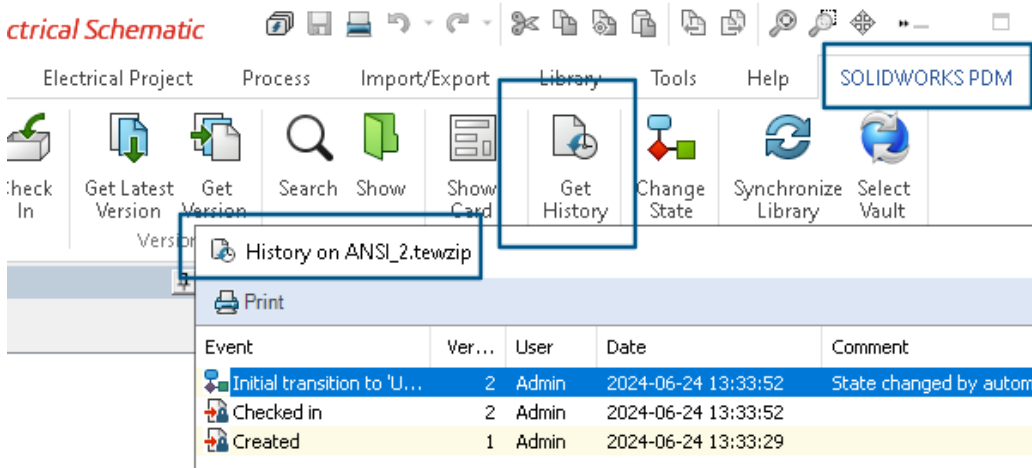 ctrical Schematic
Electrical Project Process Import/Export Library Tools Help SOLIDWORKS PDM
Check In
Get Latest Version
Get Version
Search
Show
Show Card
Get History
Change State
Synchronize Library
Select Vault
Versio
History on ANSI_2.tewzip
Print
Event Ver... User Date Comment
Initial transition to 'U... 2 Admin 2024-06-24 13:33:52 State changed by autom
Checked in 2 Admin 2024-06-24 13:33:52
Created 1 Admin 2024-06-24 13:33:29